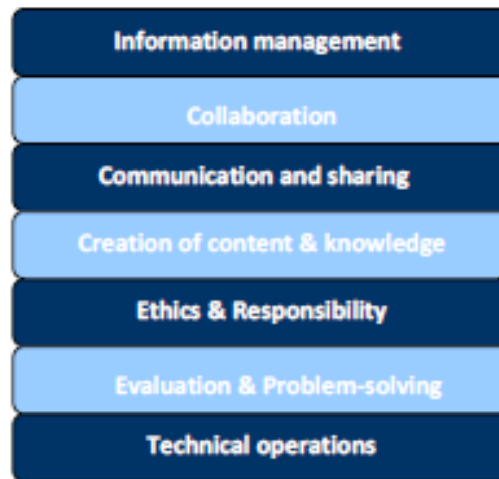 Information management
Collaboration
Communication and sharing
Creation of content & knowledge
Ethics & Responsibility
Evaluation & Problem-solving
Technical operations